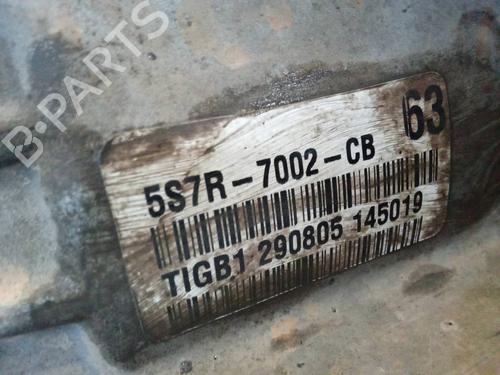 B-PARTS
63
5S7R-7002-CB
TIGB1 290805 145019